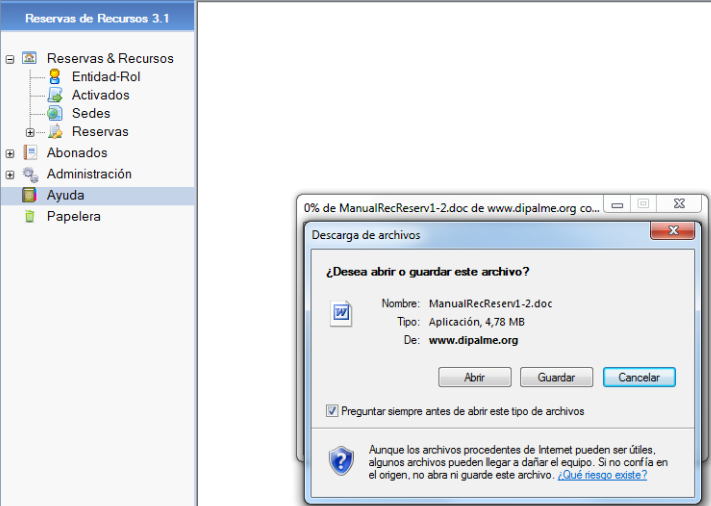 Reservas de Recursos 3.1
Reservas & Recursos
Entidad-Rol
Activados
Sedes
Reservas
Abonados
Administración
Ayuda
Papelera
0% de ManualRecReserv1-2.doc de www.dipalme.org co...
Descarga de archivos
¿Desea abrir o guardar este archivo?
Nombre: ManualRecReserv1-2.doc
Tipo: Aplicación, 4,78 MB
De: www.dipalme.org
Abrir Guardar Cancelar
Preguntar siempre antes de abrir este tipo de archivos
Aunque los archivos procedentes de Internet pueden ser útiles,
algunos archivos pueden llegar a dañar el equipo. Si no confía en
el origen, no abra ni guarde este archivo. ¿Qué riesgo existe?